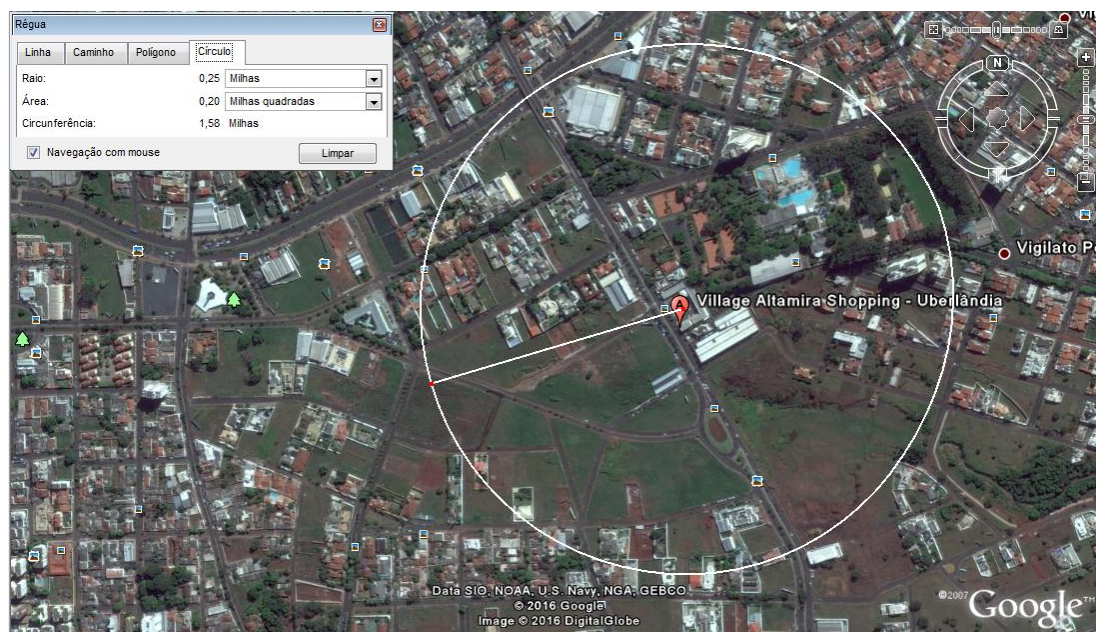 Régua
Linha Caminho Polígono Círculo
Raio: 0,25 Milhas
Área: 0,20 Milhas quadradas
Circunferência: 1,58 Milhas
Navegação com mouse Limpar
N
Vigilato
A Village Altamira Shopping - Uberlândia
Data SIO, NOAA, U.S. Navy, NGA, GEBCO
© 2016 Google
Image © 2016 DigitalGlobe
©2007 Google™